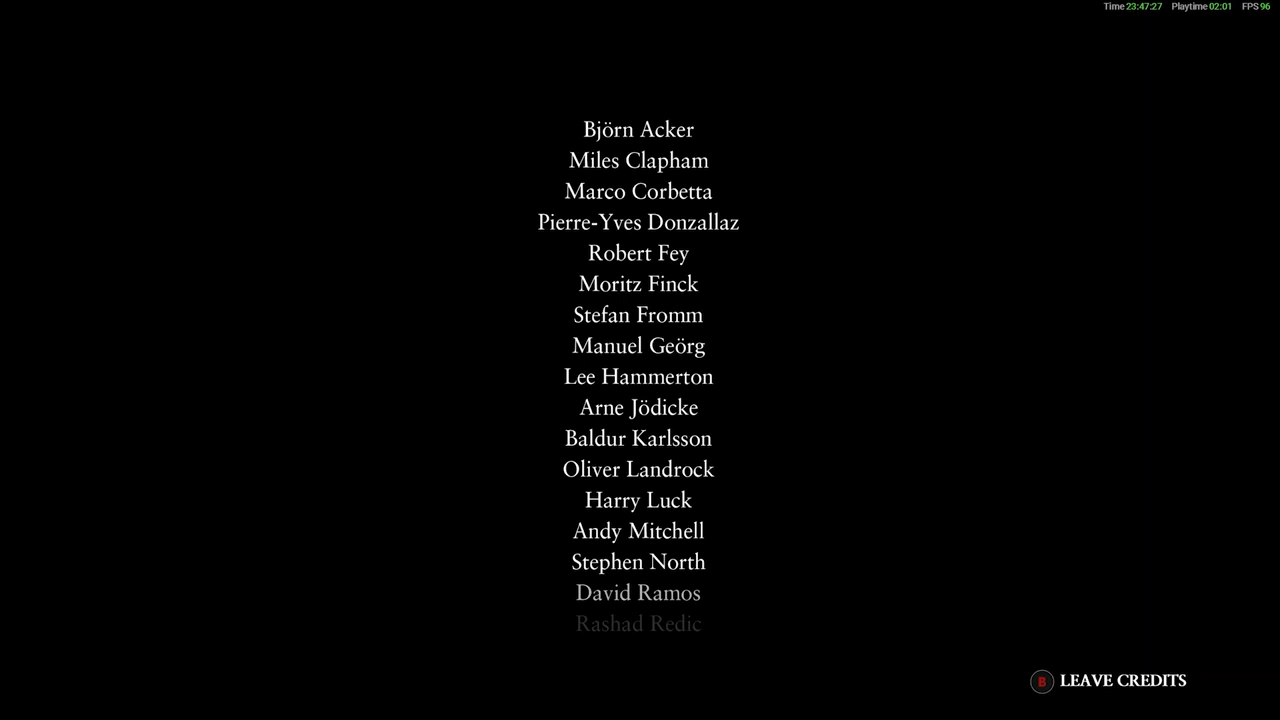 Time 23:47:27 Playtime 02:01 FPS 96
Björn Acker
Miles Clapham
Marco Corbetta
Pierre-Yves Donzallaz
Robert Fey
Moritz Finck
Stefan Fromm
Manuel Geörg
Lee Hammerton
Arne Jödicke
Baldur Karlsson
Oliver Landrock
Harry Luck
Andy Mitchell
Stephen North
David Ramos
Rashad Redic
B LEAVE CREDITS